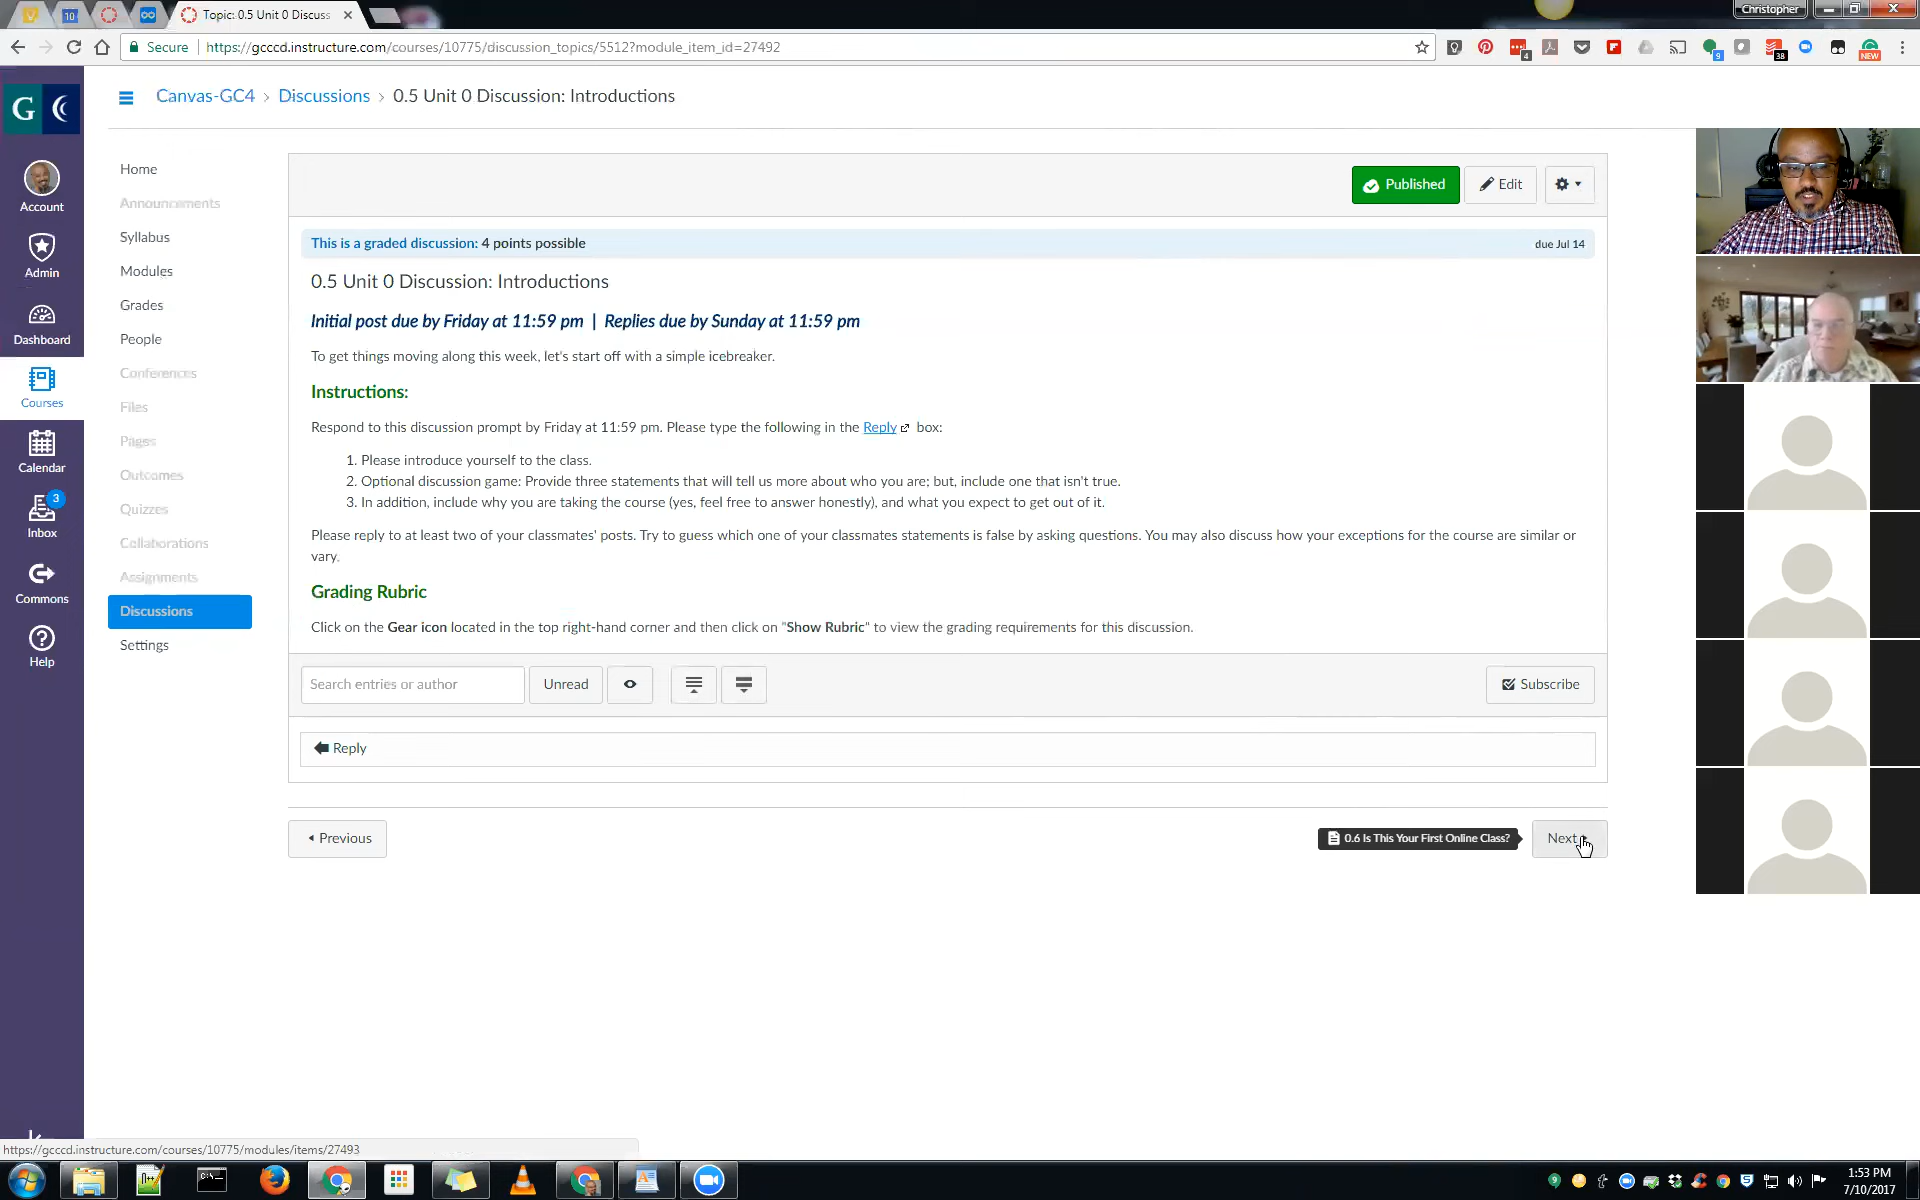 Topic: 0.5 Unit 0 Discuss
Christopher
Secure
https://gcccd.instructure.com/courses/10775/discussion_topics/5512?module_item_id=27492
10
4
9
38
NEW
G
Canvas-GC4 › Discussions › 0.5 Unit 0 Discussion: Introductions
Account
Admin
Dashboard
Courses
Calendar
3
Inbox
Commons
Help
Home
Announcements
Syllabus
Modules
Grades
People
Conferences
Files
Pages
Outcomes
Quizzes
Collaborations
Assignments
Discussions
Settings
Published
Edit
This is a graded discussion: 4 points possible
due Jul 14
0.5 Unit 0 Discussion: Introductions
Initial post due by Friday at 11:59 pm | Replies due by Sunday at 11:59 pm
To get things moving along this week, let's start off with a simple icebreaker.
Instructions:
Respond to this discussion prompt by Friday at 11:59 pm. Please type the following in the Reply box:
1. Please introduce yourself to the class.
2. Optional discussion game: Provide three statements that will tell us more about who you are; but, include one that isn't true.
3. In addition, include why you are taking the course (yes, feel free to answer honestly), and what you expect to get out of it.
Please reply to at least two of your classmates' posts. Try to guess which one of your classmates statements is false by asking questions. You may also discuss how your exceptions for the course are similar or
vary.
Grading Rubric
Click on the Gear icon located in the top right-hand corner and then click on "Show Rubric" to view the grading requirements for this discussion.
Search entries or author
Unread
Subscribe
Reply
Previous
0.6 Is This Your First Online Class?
Next
https://gcccd.instructure.com/courses/10775/modules/items/27493
1:53 PM
7/10/2017